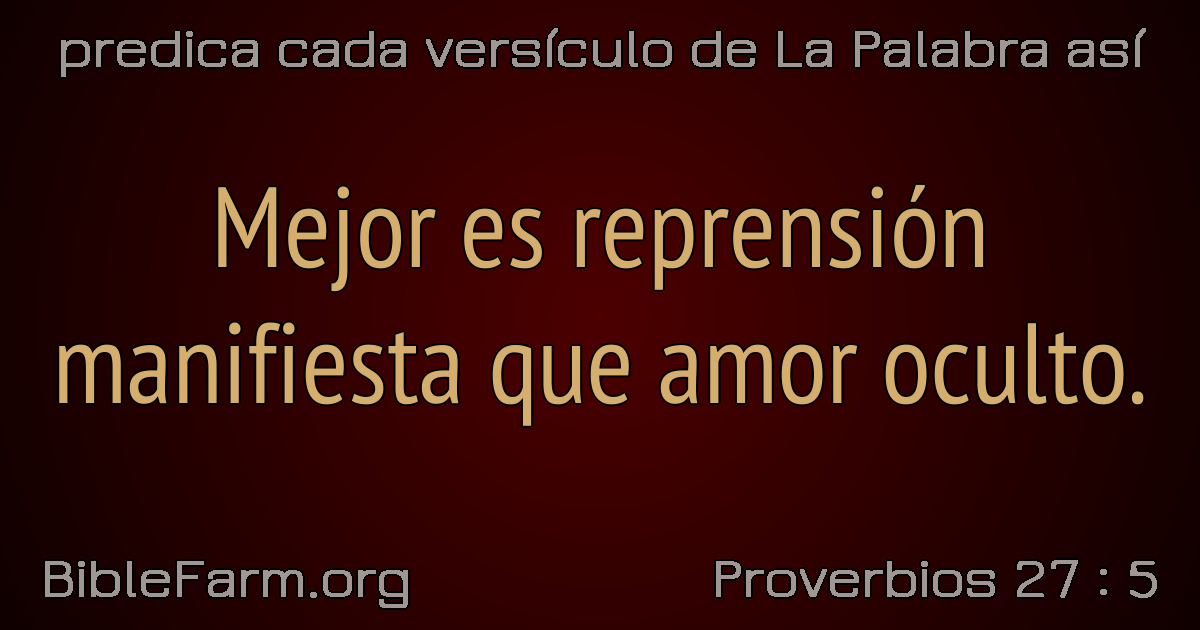 predica cada versículo de La Palabra así
Mejor es reprensión
manifiesta que amor oculto.
BibleFarm.org
Proverbios 27 : 5